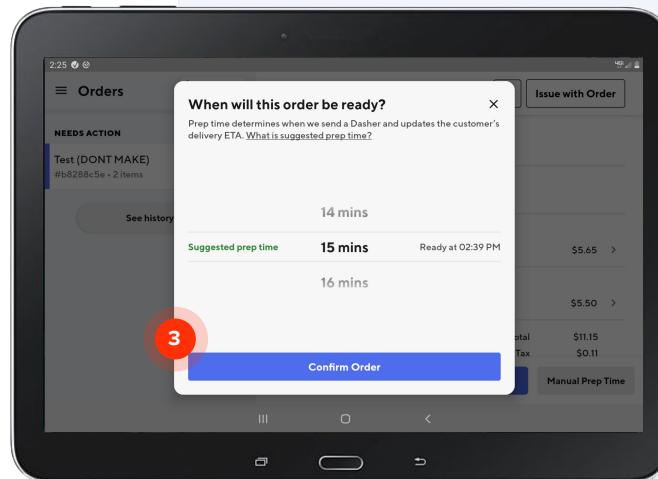 2:25
4G
Orders
Issue with Order
NEEDS ACTION
Test (DONT MAKE)
#b8288c5e • 2 items
See history
When will this order be ready?
Prep time determines when we send a Dasher and updates the customer's
delivery ETA. What is suggested prep time?
14 mins
Suggested prep time 15 mins Ready at 02:39 PM
16 mins
3
Confirm Order
$5.65
$5.50
$11.15
Tax $0.11
Manual Prep Time